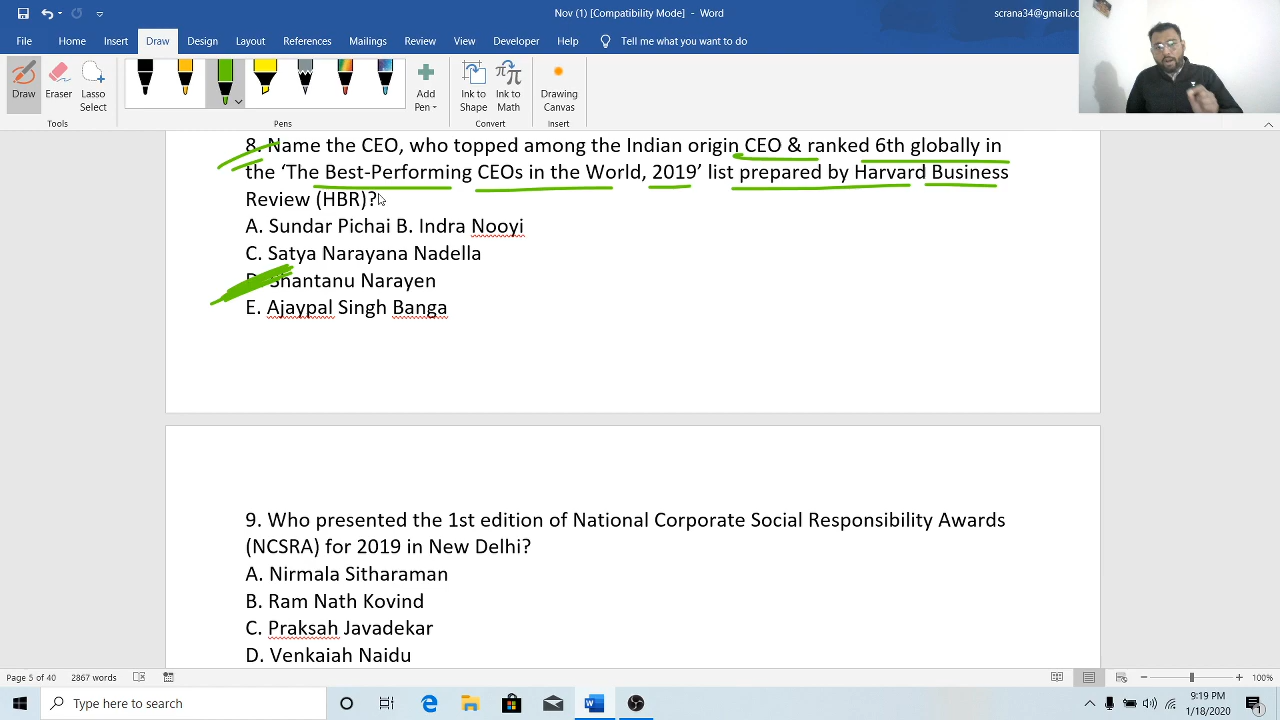 Nov (1) [Compatibility Mode] - Word
scrana34@gmail.co
File Home Insert Draw Design Layout References Mailings Review View Developer Help Tell me what you want to do
Draw Eraser Lasso Select Add Pen Ink to Shape Ink to Math Drawing Canvas
Tools Pens Convert Insert
8. Name the CEO, who topped among the Indian origin CEO & ranked 6th globally in
the ‘The Best-Performing CEOs in the World, 2019’ list prepared by Harvard Business
Review (HBR)?
A. Sundar Pichai B. Indra Nooyi
C. Satya Narayana Nadella
D. Shantanu Narayen
E. Ajaypal Singh Banga
9. Who presented the 1st edition of National Corporate Social Responsibility Awards
(NCSRA) for 2019 in New Delhi?
A. Nirmala Sitharaman
B. Ram Nath Kovind
C. Praksah Javadekar
D. Venkaiah Naidu
Page 5 of 40 2867 words 100%
Type here to search
9:19 PM
1/18/2020